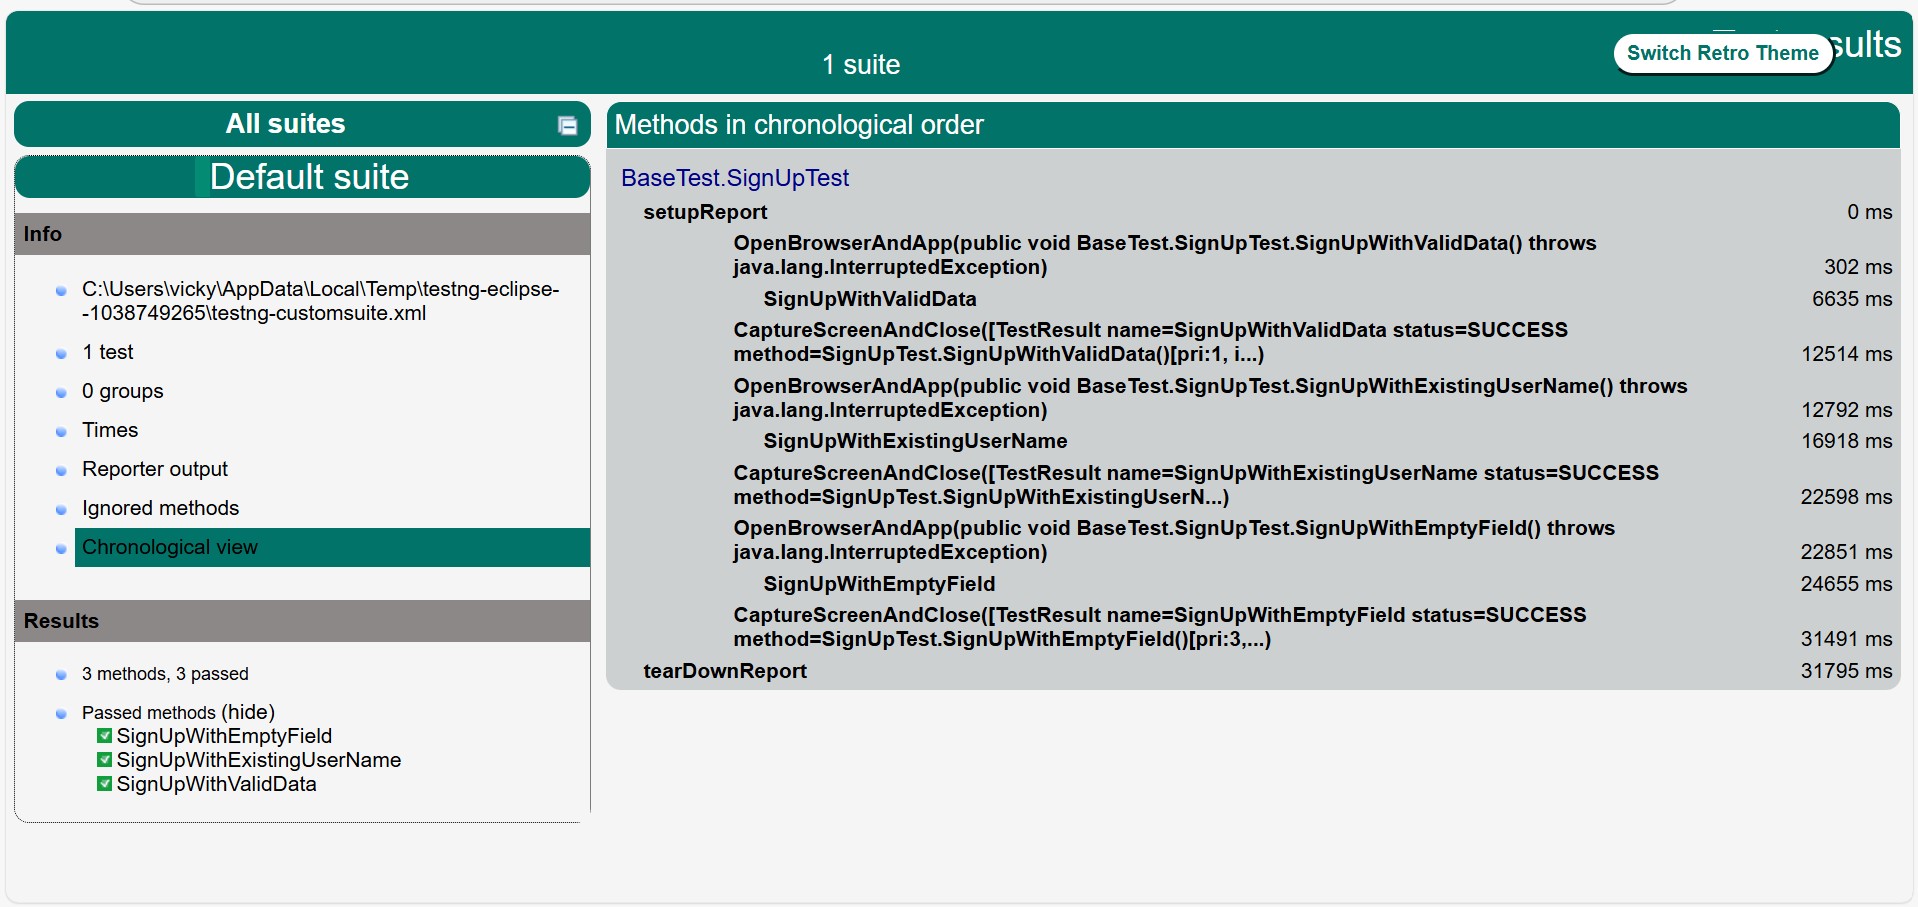 1 suite
Switch Retro Theme
sults
All suites
Default suite
Info
C:\Users\vicky\AppData\Local\Temp\testng-eclipse-
-1038749265\testng-customsuite.xml
1 test
0 groups
Times
Reporter output
Ignored methods
Chronological view
Results
3 methods, 3 passed
Passed methods (hide)
SignUpWithEmptyField
SignUpWithExistingUserName
SignUpWithValidData
Methods in chronological order
BaseTest.SignUpTest
setupReport 0 ms
OpenBrowserAndApp(public void BaseTest.SignUpTest.SignUpWithValidData() throws
java.lang.InterruptedException) 302 ms
SignUpWithValidData 6635 ms
CaptureScreenAndClose([TestResult name=SignUpWithValidData status=SUCCESS
method=SignUpTest.SignUpWithValidData()[pri:1, i...) 12514 ms
OpenBrowserAndApp(public void BaseTest.SignUpTest.SignUpWithExistingUserName() throws
java.lang.InterruptedException) 12792 ms
SignUpWithExistingUserName 16918 ms
CaptureScreenAndClose([TestResult name=SignUpWithExistingUserName status=SUCCESS
method=SignUpTest.SignUpWithExistingUserN...) 22598 ms
OpenBrowserAndApp(public void BaseTest.SignUpTest.SignUpWithEmptyField() throws
java.lang.InterruptedException) 22851 ms
SignUpWithEmptyField 24655 ms
CaptureScreenAndClose([TestResult name=SignUpWithEmptyField status=SUCCESS
method=SignUpTest.SignUpWithEmptyField()[pri:3,...) 31491 ms
tearDownReport 31795 ms